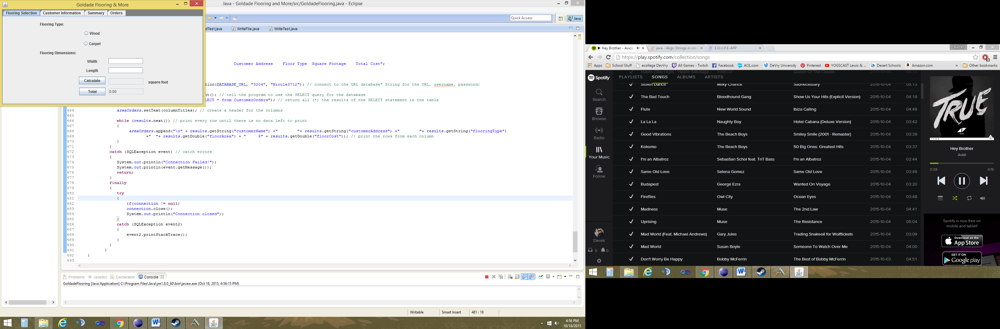 Goldade Flooring & More
Flooring Selection
Customer Information
Summary
Orders
Flooring Type:
Wood
Carpet
Flooring Dimensions:
Width
Length
Calculate
square foot
Total
0.00
Java - Goldade Flooring and More/src/GoldadeFlooring.java - Eclipse
Quick Access
Java
dTest.java
WriteFile.java
WriteTest.java
Customer Address    Floor Type  Square Footage    Total Cost";
tion(DATABASE_URL, "3204", "Nicole3712"); // connect to the URL database" String for the URL, username, password;
nt(); // tell the program to use the SELECT query for the database
LECT * from CustomerOrders"); // return all (*) the results of the SELECT statement in the table
464 areaOrders.setText(columnTitles); // create a header for the columns
465
466 while (results.next()) // print every row until there is no data left to print
467 {
468 areaOrders.append("\n" + results.getString("customerName") +"        "+ results.getString("customerAddress") +"        "+ results.getString("flooringType")
469 +"  "+ results.getDouble("floorArea") + "     $" + results.getDouble("floorCost")); // print the rows from each column
470 }
471 }
472 catch (SQLException event) // catch errors
473 {
474 System.out.println("Connection Failed!");
475 System.out.println(event.getMessage());
476 return;
477 }
478 finally
479 {
480 try
481 {
482 if(connection != null)
483 connection.close();
484 System.out.println("Connection closed");
485 }
486 catch (SQLException event2)
487 {
488 event2.printStackTrace();
489 }
490 }
491 }
492 }
493
Problems
@ Javadoc
Declaration
Console
GoldadeFlooring [Java Application] C:\Program Files\Java\jre1.8.0_60\bin\javaw.exe (Oct 18, 2015, 4:56:15 PM)
Writable
Smart Insert
481 : 18
4:56 PM
10/18/2015
Hey Brother - Avicii
java - Align Strings in colu
E.D.U.P.E-APP
Heather
https://play.spotify.com/collection/songs
2
Apps
School Stuff
ecollege DevVry
All Games - Twitch
Facebook
AOL.com
DeVry University
Pinterest
YOGSCAST Lewis & ...
Desert Schools
Amazon.com
»
Other bookmarks
Spotify
Search
Browse
Radio
Your Music
Follow
Derek
0
0
PLAYLISTS
SONGS
ALBUMS
ARTISTS
Habits (Stay High) - Hippie Sabotage ... Tove Lo Queen Of The Clouds 2015-10-04 04:18
Stolen Dance Milky Chance Sadnecessary 2015-10-04 05:13
The Bad Touch Bloodhound Gang Show Us Your Hits (Explicit Version) 2015-10-04 04:19
Flute New World Sound Ibiza Calling 2015-10-04 04:49
La La La Naughty Boy Hotel Cabana (Deluxe Version) 2015-10-04 03:42
Good Vibrations The Beach Boys Smiley Smile (2001 - Remaster) 2015-10-04 03:39
Kokomo The Beach Boys 50 Big Ones: Greatest Hits 2015-10-04 03:37
I'm an Albatroz Sebastian Schol feat. TnT Bass I'm an Albatroz 2015-10-04 02:44
Same Old Love Selena Gomez Same Old Love 2015-10-04 03:49
Budapest George Ezra Wanted On Voyage 2015-10-04 03:20
Fireflies Owl City Ocean Eyes 2015-10-04 03:48
Madness Muse The 2nd Law 2015-10-04 04:41
Uprising Muse The Resistance 2015-10-04 05:04
Mad World (Feat. Michael Andrews) Gary Jules Trading Snakeoil for Wolftickets 2015-10-04 03:09
Mad World Susan Boyle Someone To Watch Over Me 2015-10-04 04:00
Don't Worry Be Happy Bobby McFerrin The Best of Bobby McFerrin 2015-10-03 04:51
TRUE
AVICII
Hey Brother
Avicii
0:28
4:15
Spotify is now free on
mobile and tablet!
Download on the
App Store
GET IT ON
Google play